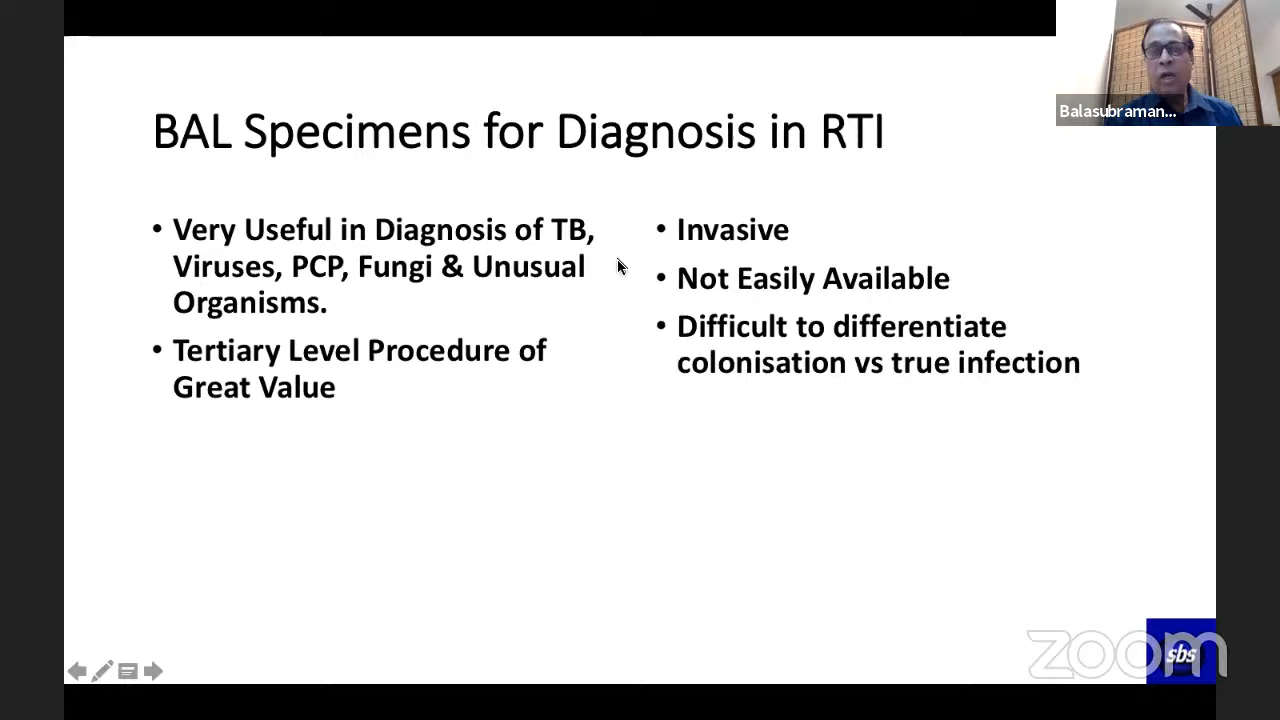 BAL Specimens for Diagnosis in RTI
• Very Useful in Diagnosis of TB,
Viruses, PCP, Fungi & Unusual
Organisms.
• Tertiary Level Procedure of
Great Value
• Invasive
• Not Easily Available
• Difficult to differentiate
colonisation vs true infection
Balasubraman...
zoom
sbs